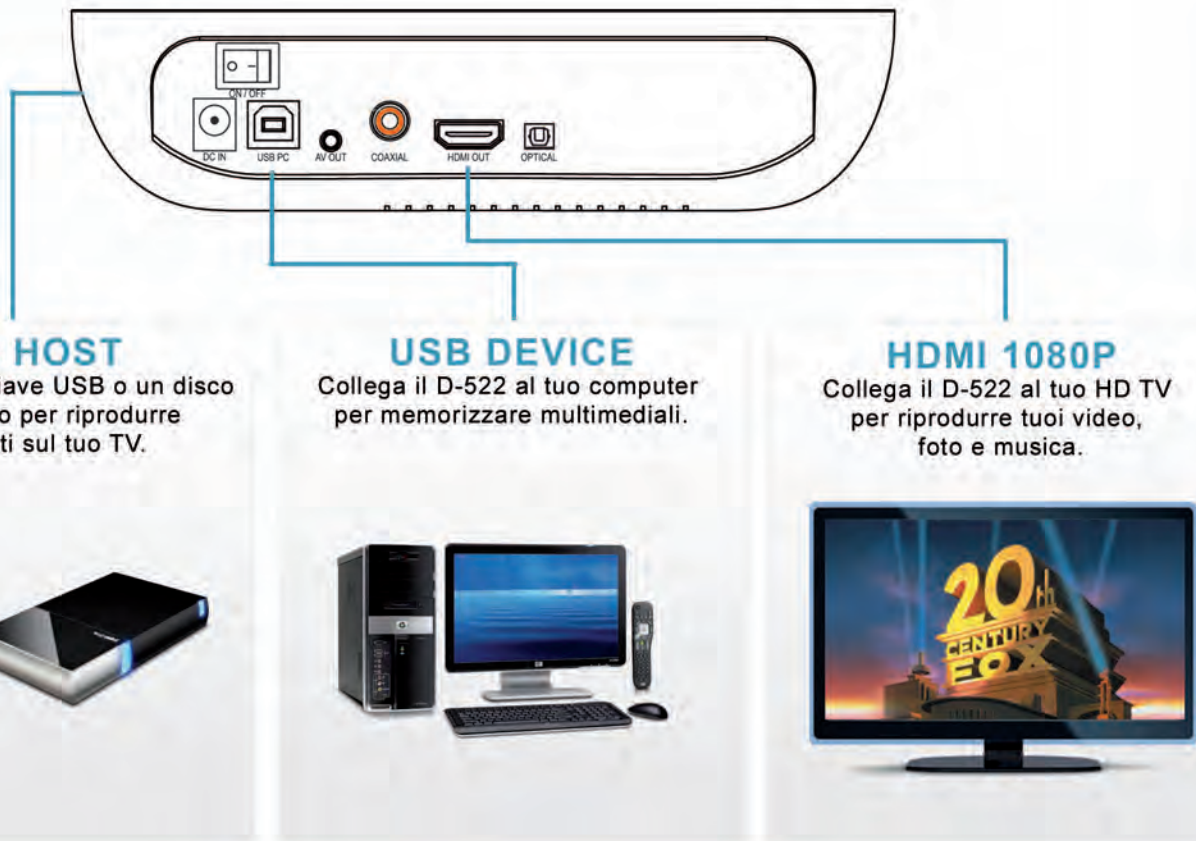 ON / OFF
DC IN
USB PC
AV OUT
COAXIAL
HDMI OUT
OPTICAL
HOST
iave USB o un disco
o per riprodurre
ti sul tuo TV.
USB DEVICE
Collega il D-522 al tuo computer
per memorizzare multimediali.
HDMI 1080P
Collega il D-522 al tuo HD TV
per riprodurre tuoi video,
foto e musica.
20th
CENTURY
FOX